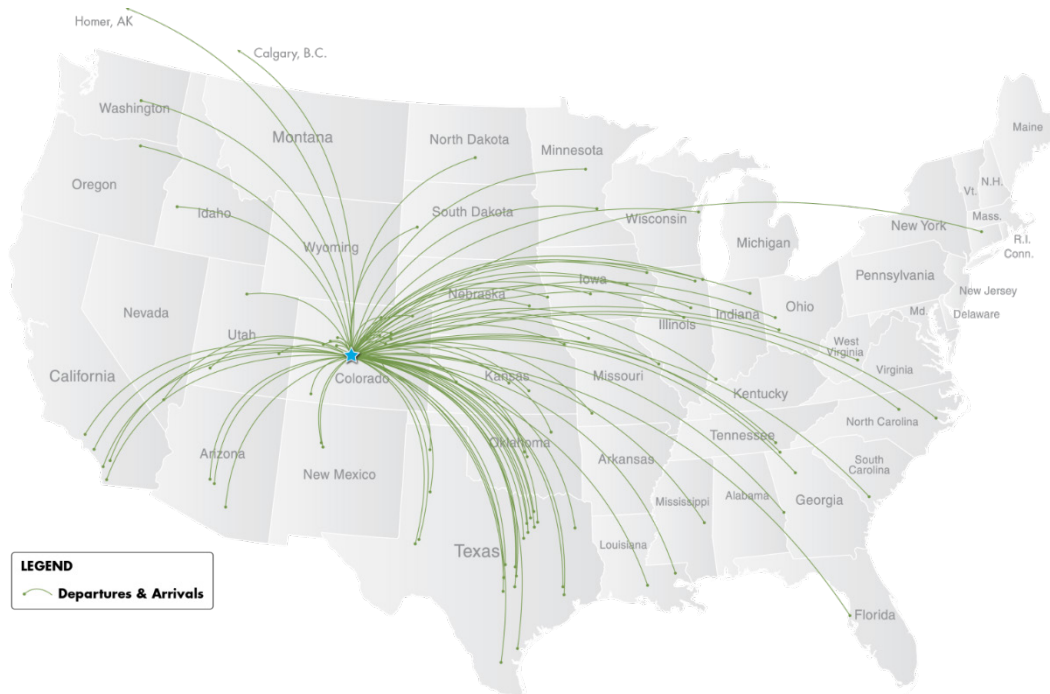 Homer, AK
Calgary, B.C.
Washington
Montana
North Dakota
Minnesota
Maine
Oregon
Idaho
South Dakota
Wisconsin
Vt.
N.H.
Mass.
New York
Michigan
R.I.
Conn.
Wyoming
Pennsylvania
Nevada
Nebraska
Iowa
Illinois
Indiana
Ohio
New Jersey
Md.
Delaware
Utah
West
Virginia
Virginia
California
Colorado
Kansas
Missouri
Kentucky
North Carolina
Arizona
New Mexico
Oklahoma
Arkansas
Tennessee
South
Carolina
Mississippi
Alabama
Georgia
Texas
Louisiana
Florida
LEGEND
Departures & Arrivals